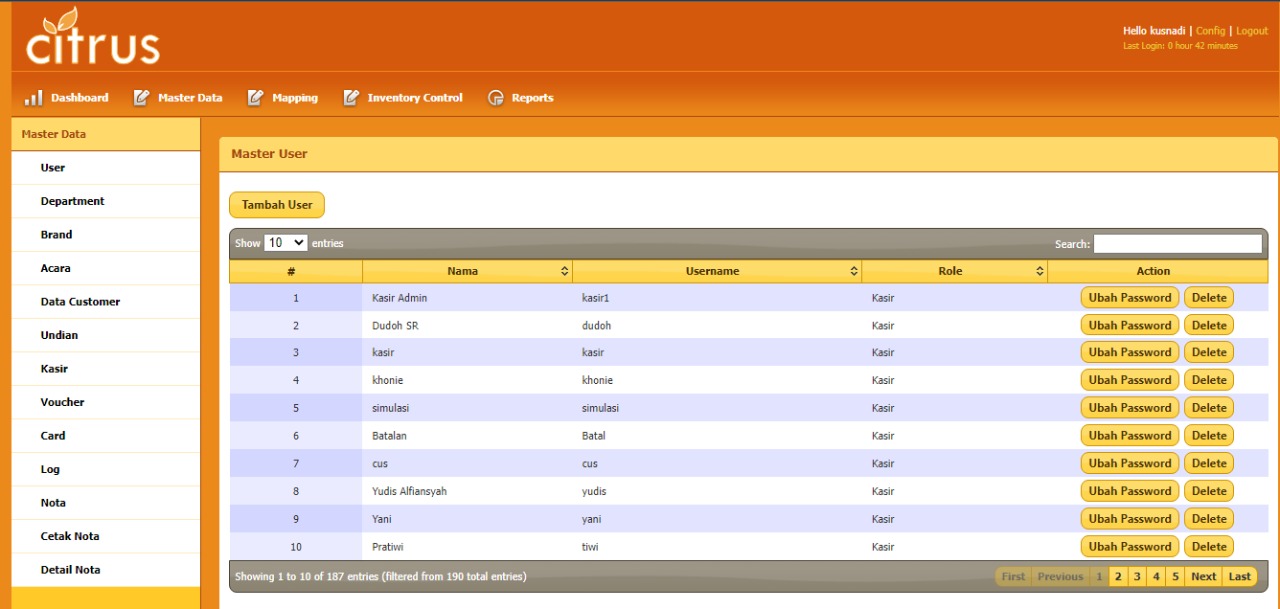 citrus
Hello kusnadi | Config | Logout
Last Login: 0 hour 42 minutes
Dashboard Master Data Mapping Inventory Control Reports
Master Data
User
Department
Brand
Acara
Data Customer
Undian
Kasir
Voucher
Card
Log
Nota
Cetak Nota
Detail Nota
Master User
Tambah User
Show 10 entries Search:
# Nama Username Role Action
1 Kasir Admin kasir1 Kasir Ubah Password Delete
2 Dudoh SR dudoh Kasir Ubah Password Delete
3 kasir kasir Kasir Ubah Password Delete
4 khonie khonie Kasir Ubah Password Delete
5 simulasi simulasi Kasir Ubah Password Delete
6 Batalan Batal Kasir Ubah Password Delete
7 cus cus Kasir Ubah Password Delete
8 Yudis Alfiansyah yudis Kasir Ubah Password Delete
9 Yani yani Kasir Ubah Password Delete
10 Pratiwi tiwi Kasir Ubah Password Delete
Showing 1 to 10 of 187 entries (filtered from 190 total entries) First Previous 1 2 3 4 5 Next Last